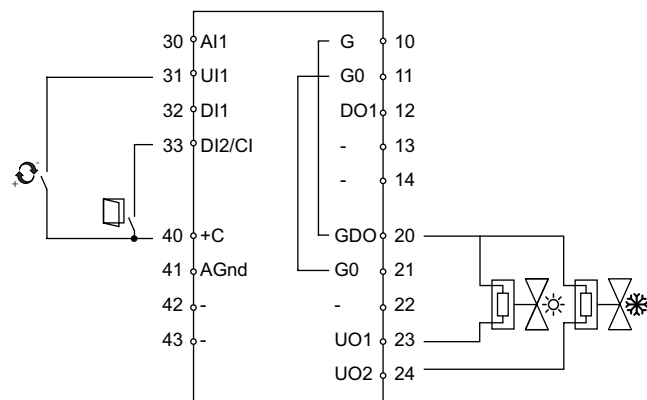 30 AI1 G 10
31 UI1 G0 11
32 DI1 DO1 12
33 DI2/CI - 13
- 14
- +
40 +C GDO 20
41 AGnd G0 21
42 - - 22
43 - UO1 23
UO2 24